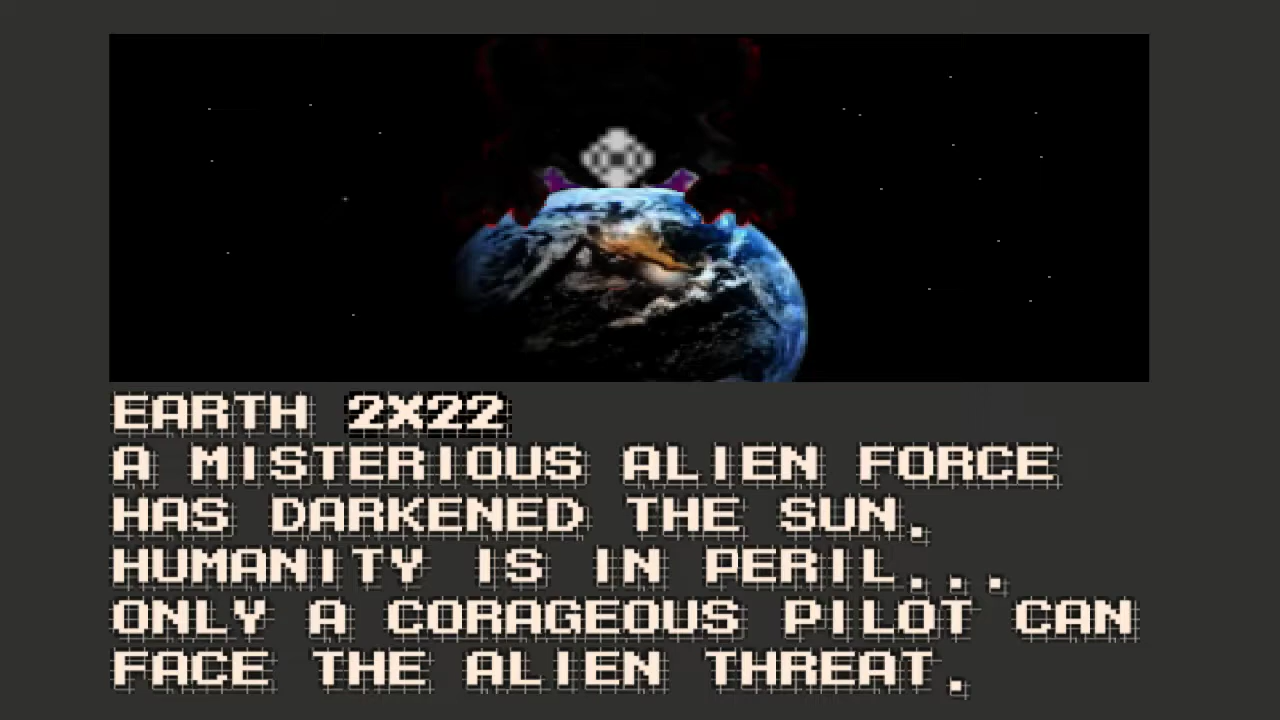 EARTH 2X22
A MISTERIOUS ALIEN FORCE
HAS DARKENED THE SUN.
HUMANITY IS IN PERIL...
ONLY A CORAGEOUS PILOT CAN
FACE THE ALIEN THREAT.